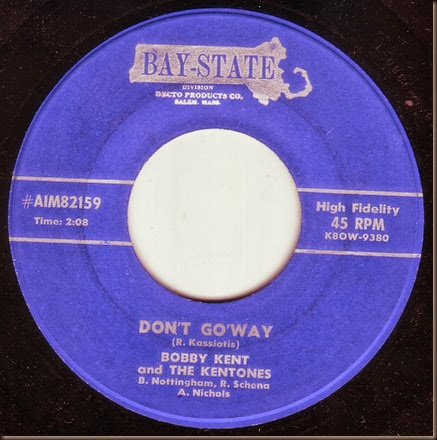 BAY-STATE
DIVISION
DECTO PRODUCTS CO.
SALEM, MASS.
#AIM82159
Time: 2:08
High Fidelity
45 RPM
K8OW-9380
DON'T GO'WAY
(R. Kassiotis)
BOBBY KENT
and THE KENTONES
B. Nottingham, R. Schena
A. Nichols